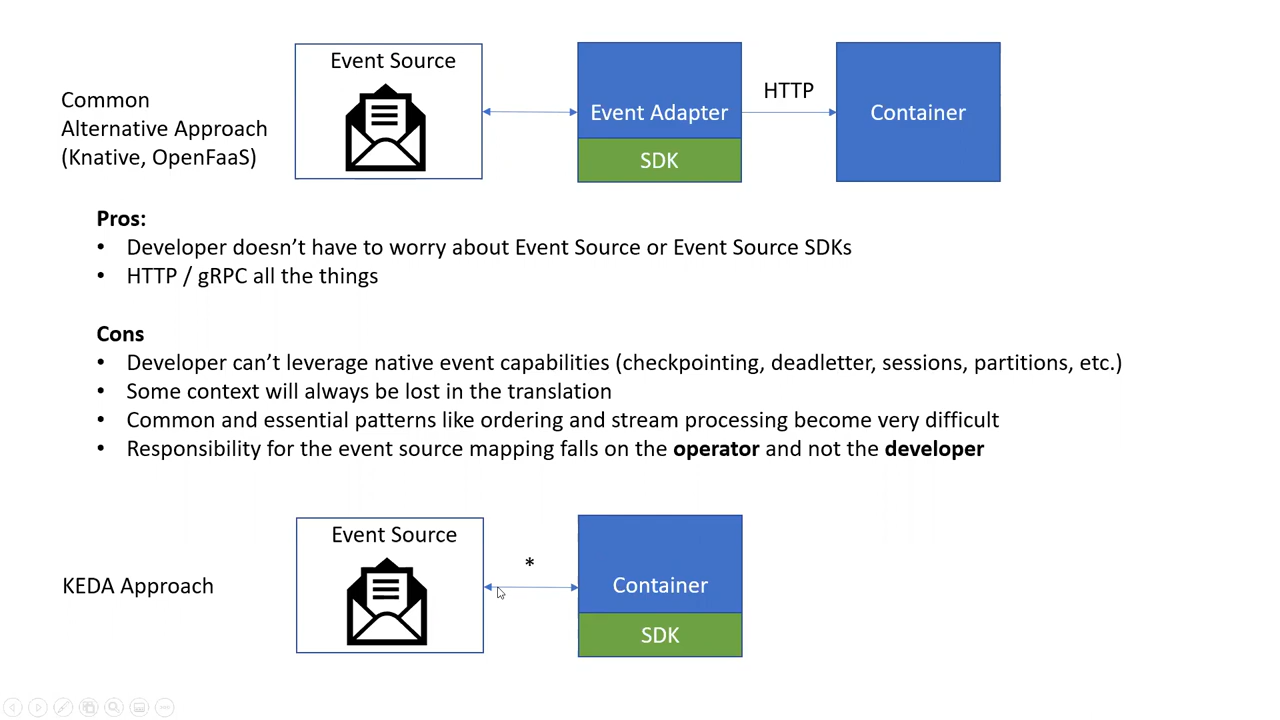 Event Source
Common
Alternative Approach
(Knative, OpenFaaS)
Event Adapter
SDK
HTTP
Container
Pros:
• Developer doesn’t have to worry about Event Source or Event Source SDKs
• HTTP / gRPC all the things
Cons
• Developer can’t leverage native event capabilities (checkpointing, deadletter, sessions, partitions, etc.)
• Some context will always be lost in the translation
• Common and essential patterns like ordering and stream processing become very difficult
• Responsibility for the event source mapping falls on the operator and not the developer
KEDA Approach
Event Source
*
Container
SDK